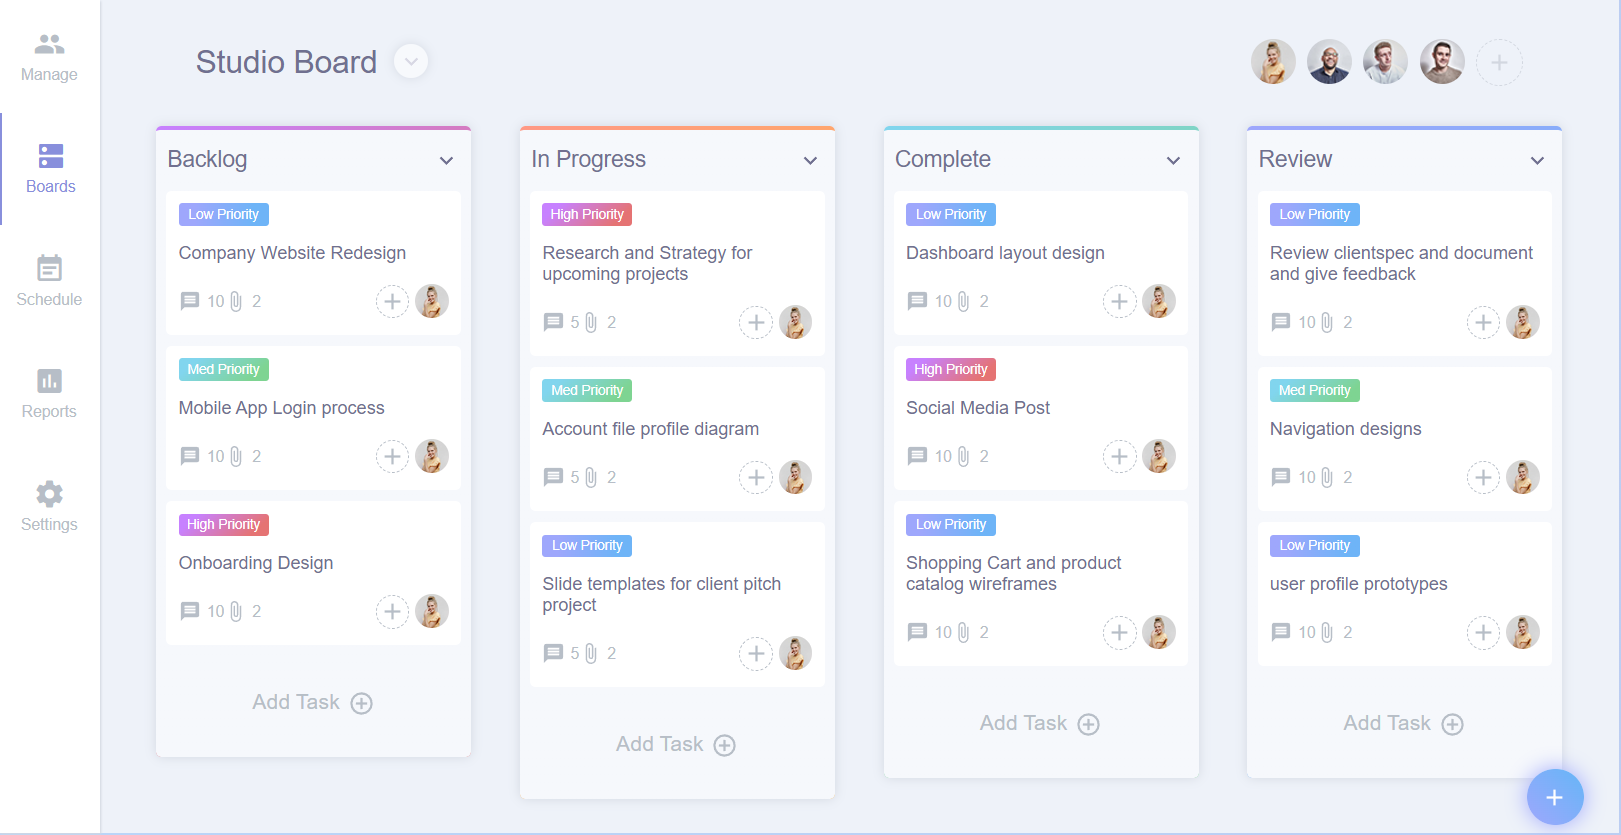 Manage
Boards
Schedule
Reports
Settings
Studio Board
Backlog
Low Priority
Company Website Redesign
10 2
Med Priority
Mobile App Login process
10 2
High Priority
Onboarding Design
10 2
Add Task
In Progress
High Priority
Research and Strategy for
upcoming projects
5 2
Med Priority
Account file profile diagram
5 2
Low Priority
Slide templates for client pitch
project
5 2
Add Task
Complete
Low Priority
Dashboard layout design
10 2
High Priority
Social Media Post
10 2
Low Priority
Shopping Cart and product
catalog wireframes
10 2
Add Task
Review
Low Priority
Review clientspec and document
and give feedback
10 2
Med Priority
Navigation designs
10 2
Low Priority
user profile prototypes
10 2
Add Task